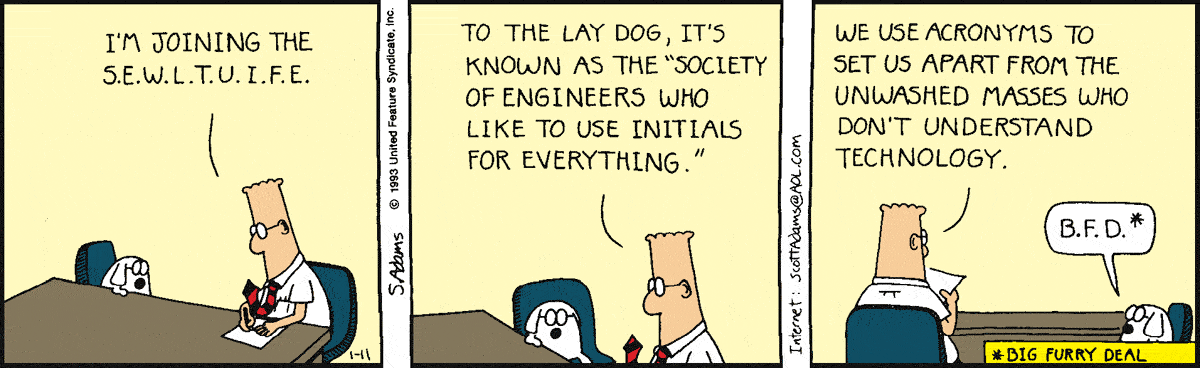 I'M JOINING THE
S.E.W.L.T.U.I.F.E.
1-11
© 1993 United Feature Syndicate, Inc.
S.Adams
TO THE LAY DOG, IT'S
KNOWN AS THE "SOCIETY
OF ENGINEERS WHO
LIKE TO USE INITIALS
FOR EVERYTHING."
Internet: ScottAdams@AOL.com
WE USE ACRONYMS TO
SET US APART FROM THE
UNWASHED MASSES WHO
DON'T UNDERSTAND
TECHNOLOGY.
B.F.D.*
*BIG FURRY DEAL